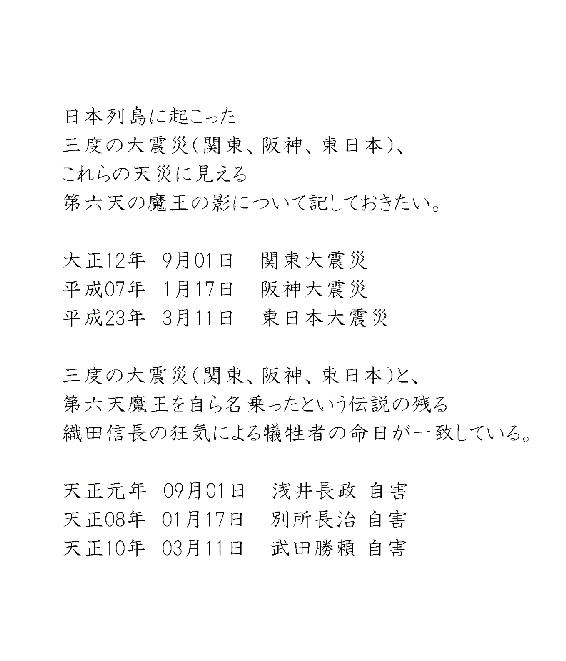 日本列島に起こった
三度の大震災(関東、阪神、東日本)、
これらの天災に見える
第六天の魔王の影について記しておきたい。
大正12年 9月01日 関東大震災
平成07年 1月17日 阪神大震災
平成23年 3月11日 東日本大震災
三度の大震災(関東、阪神、東日本)と、
第六天魔王を自ら名乗ったという伝説の残る
織田信長の狂気による犠牲者の命日が一致している。
天正元年 09月01日 浅井長政 自害
天正08年 01月17日 別所長治 自害
天正10年 03月11日 武田勝頼 自害